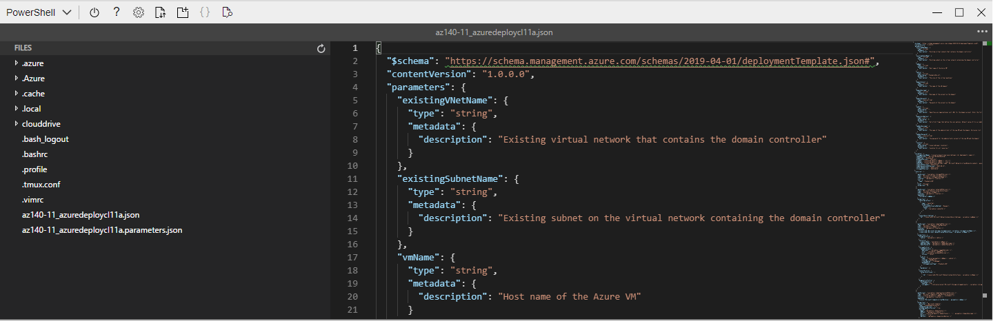 PowerShell
?
{}
az140-11_azuredeploycl11a.json
...
FILES
.azure
.Azure
.cache
.local
clouddrive
.bash_logout
.bashrc
.profile
.tmux.conf
.vimrc
az140-11_azuredeploycl11a.json
az140-11_azuredeploycl11a.parameters.json
1 {
2 "$schema": "https://schema.management.azure.com/schemas/2019-04-01/deploymentTemplate.json#",
3 "contentVersion": "1.0.0.0",
4 "parameters": {
5 "existingVNetName": {
6 "type": "string",
7 "metadata": {
8 "description": "Existing virtual network that contains the domain controller"
9 }
10 },
11 "existingSubnetName": {
12 "type": "string",
13 "metadata": {
14 "description": "Existing subnet on the virtual network containing the domain controller"
15 }
16 },
17 "vmName": {
18 "type": "string",
19 "metadata": {
20 "description": "Host name of the Azure VM"
21 }